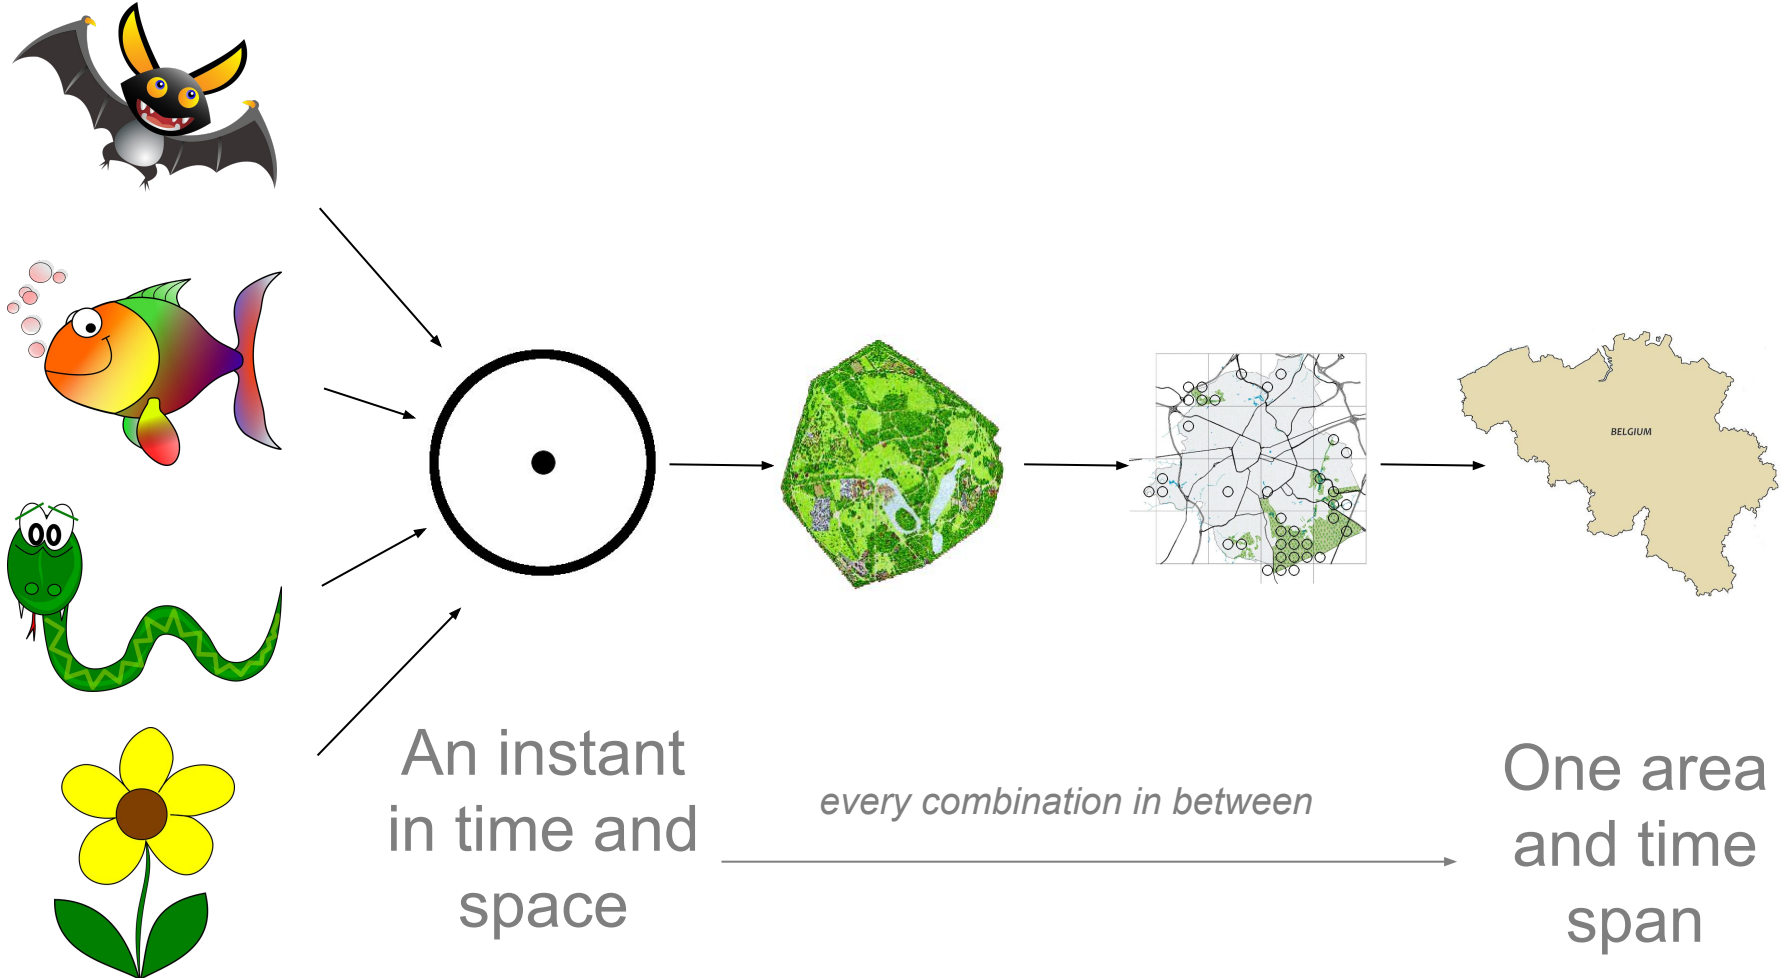 BELGIUM
An instant
in time and
space
every combination in between
One area
and time
span